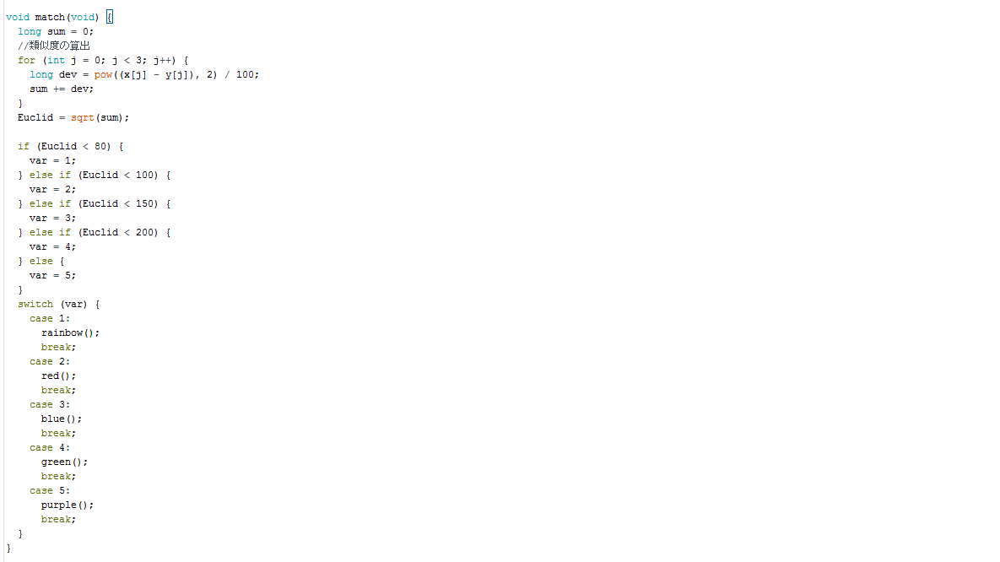 void match(void) {
  long sum = 0;
  //類似度の算出
  for (int j = 0; j < 3; j++) {
    long dev = pow((x[j] - y[j]), 2) / 100;
    sum += dev;
  }
  Euclid = sqrt(sum);

  if (Euclid < 80) {
    var = 1;
  } else if (Euclid < 100) {
    var = 2;
  } else if (Euclid < 150) {
    var = 3;
  } else if (Euclid < 200) {
    var = 4;
  } else {
    var = 5;
  }
  switch (var) {
    case 1:
      rainbow();
      break;
    case 2:
      red();
      break;
    case 3:
      blue();
      break;
    case 4:
      green();
      break;
    case 5:
      purple();
      break;
  }
}